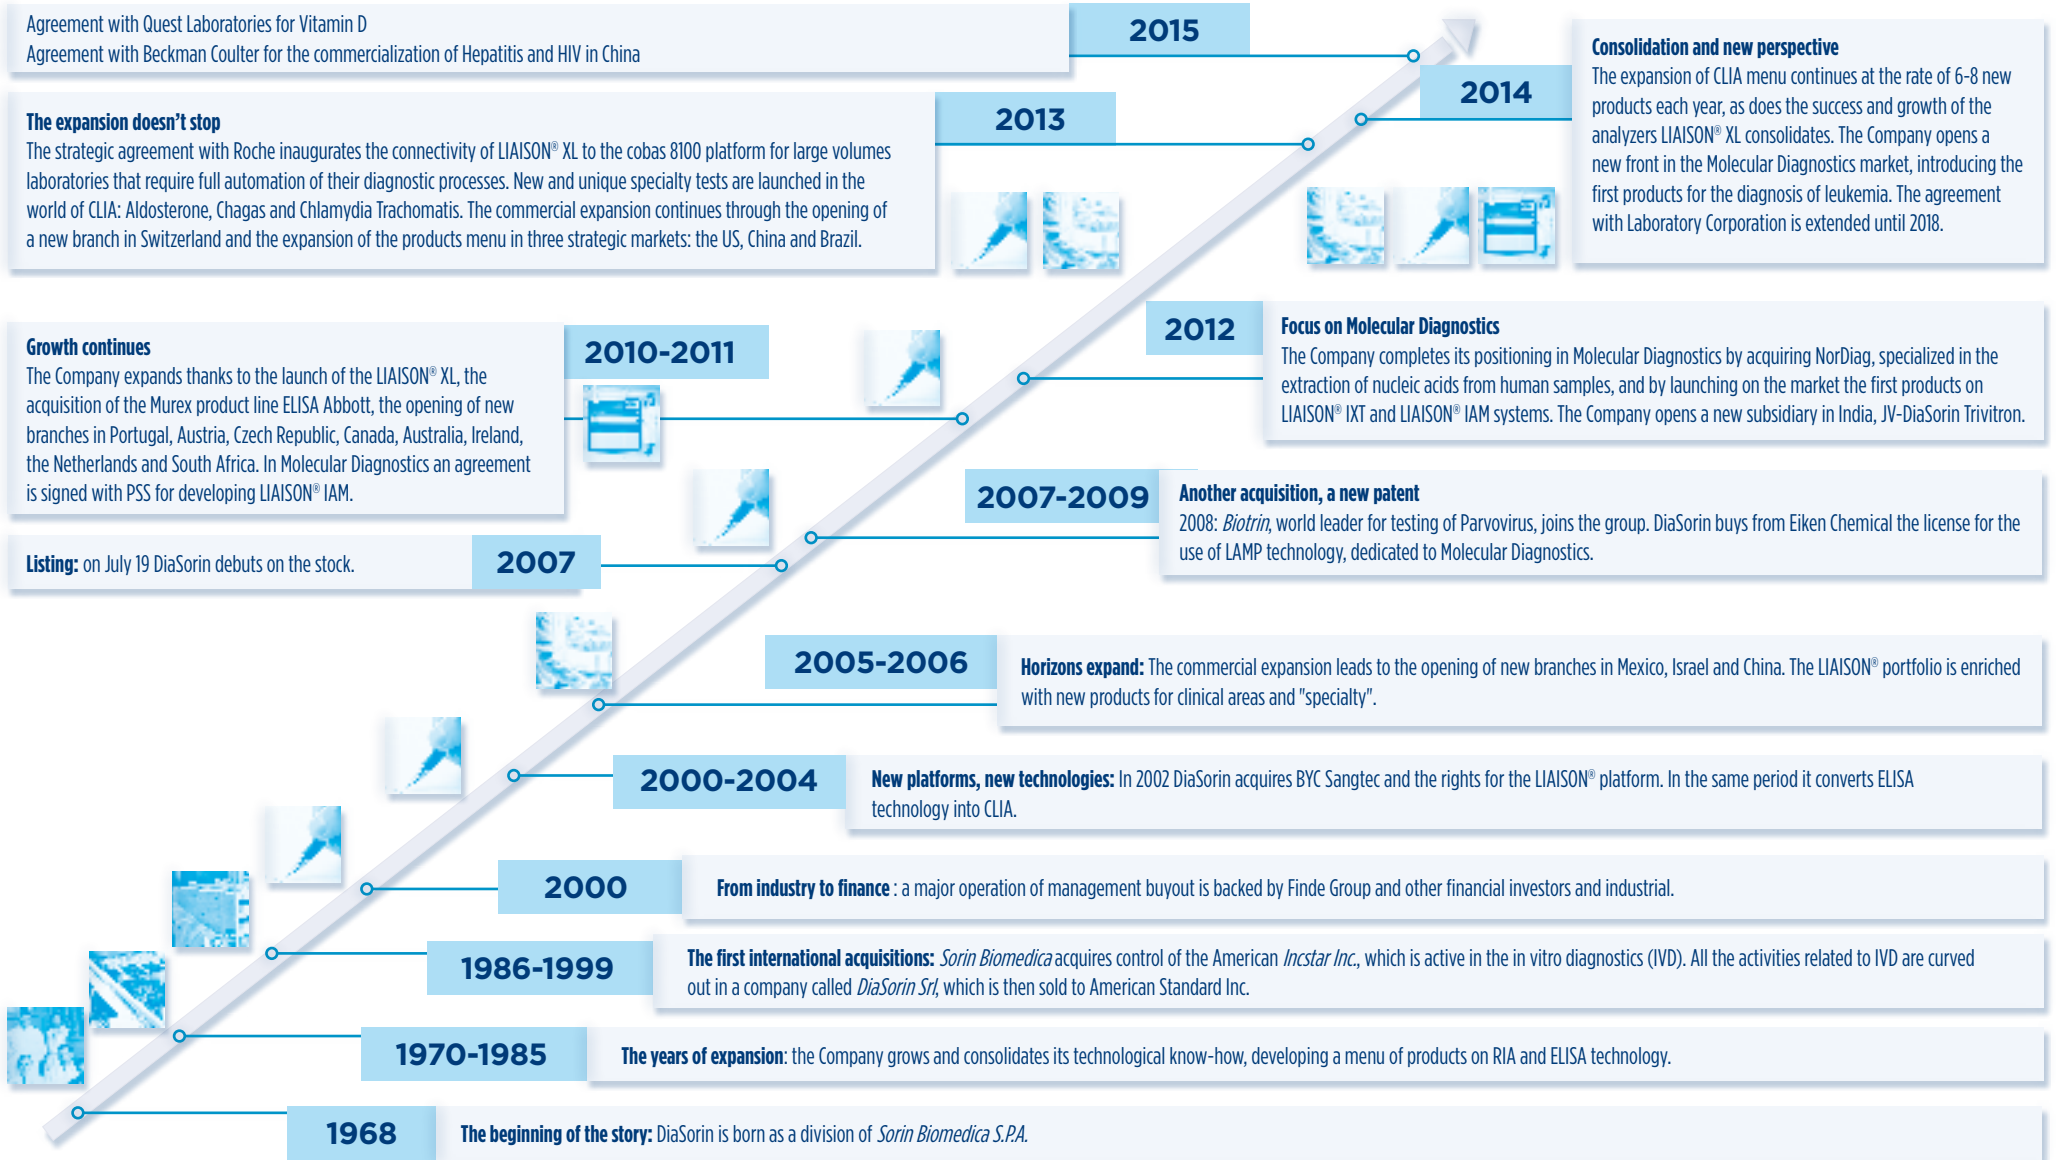 Agreement with Quest Laboratories for Vitamin D
Agreement with Beckman Coulter for the commercialization of Hepatitis and HIV in China
2015
2014
Consolidation and new perspective
The expansion of CLIA menu continues at the rate of 6-8 new
products each year, as does the success and growth of the
analyzers LIAISON® XL consolidates. The Company opens a
new front in the Molecular Diagnostics market, introducing the
first products for the diagnosis of leukemia. The agreement
with Laboratory Corporation is extended until 2018.
The expansion doesn't stop
The strategic agreement with Roche inaugurates the connectivity of LIAISON® XL to the cobas 8100 platform for large volumes
laboratories that require full automation of their diagnostic processes. New and unique specialty tests are launched in the
world of CLIA: Aldosterone, Chagas and Chlamydia Trachomatis. The commercial expansion continues through the opening of
a new branch in Switzerland and the expansion of the products menu in three strategic markets: the US, China and Brazil.
2013
2012
Focus on Molecular Diagnostics
The Company completes its positioning in Molecular Diagnostics by acquiring NorDiag, specialized in the
extraction of nucleic acids from human samples, and by launching on the market the first products on
LIAISON® IXT and LIAISON® IAM systems. The Company opens a new subsidiary in India, JV-DiaSorin Trivitron.
Growth continues
The Company expands thanks to the launch of the LIAISON® XL, the
acquisition of the Murex product line ELISA Abbott, the opening of new
branches in Portugal, Austria, Czech Republic, Canada, Australia, Ireland,
the Netherlands and South Africa. In Molecular Diagnostics an agreement
is signed with PSS for developing LIAISON® IAM.
2010-2011
2007-2009
Another acquisition, a new patent
2008: Biotrin, world leader for testing of Parvovirus, joins the group. DiaSorin buys from Eiken Chemical the license for the
use of LAMP technology, dedicated to Molecular Diagnostics.
Listing: on July 19 DiaSorin debuts on the stock.
2007
2005-2006
Horizons expand: The commercial expansion leads to the opening of new branches in Mexico, Israel and China. The LIAISON® portfolio is enriched
with new products for clinical areas and "specialty".
2000-2004
New platforms, new technologies: In 2002 DiaSorin acquires BYC Sangtec and the rights for the LIAISON® platform. In the same period it converts ELISA
technology into CLIA.
2000
From industry to finance : a major operation of management buyout is backed by Finde Group and other financial investors and industrial.
1986-1999
The first international acquisitions: Sorin Biomedica acquires control of the American Incstar Inc., which is active in the in vitro diagnostics (IVD). All the activities related to IVD are curved
out in a company called DiaSorin Srl, which is then sold to American Standard Inc.
1970-1985
The years of expansion: the Company grows and consolidates its technological know-how, developing a menu of products on RIA and ELISA technology.
1968
The beginning of the story: DiaSorin is born as a division of Sorin Biomedica S.P.A.